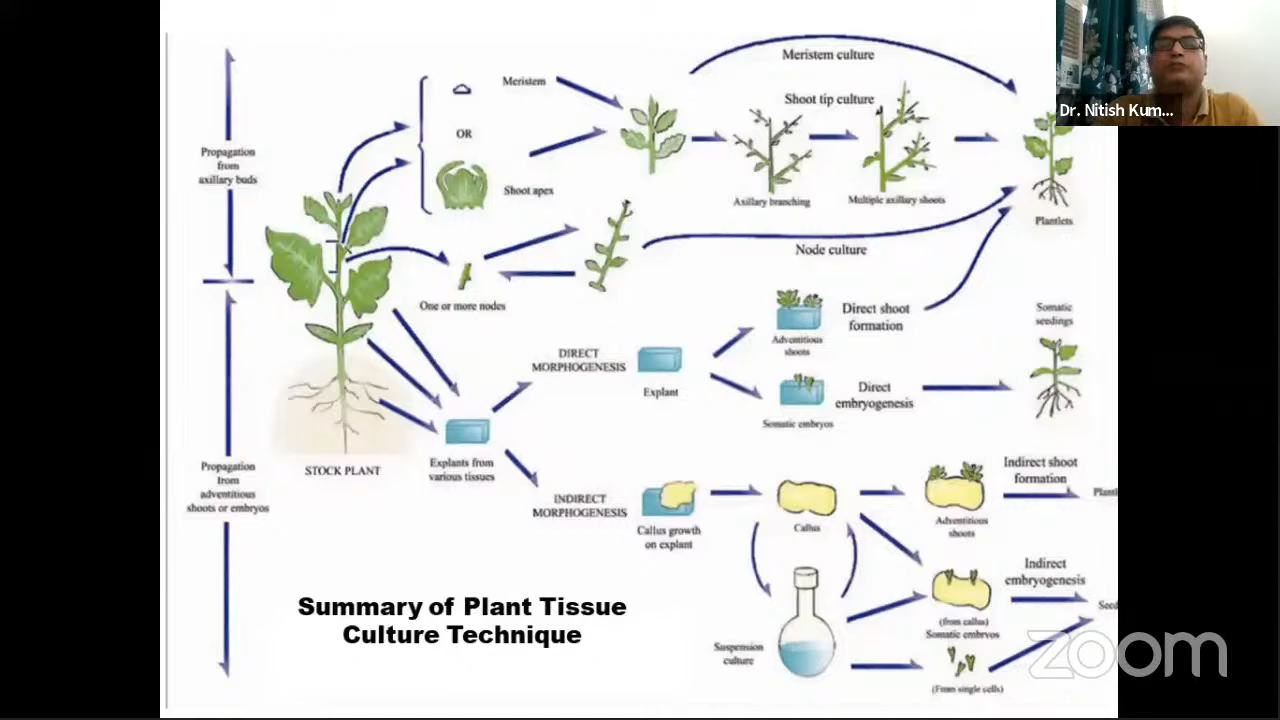 Meristem culture
Meristem
Shoot tip culture
Dr. Nitish Kum...
OR
Propagation
from
axillary buds
Shoot apex
Axillary branching
Multiple axillary shoots
Plantlets
Node culture
One or more nodes
Direct shoot
formation
Somatic
seedings
Adventitious
shoots
DIRECT
MORPHOGENESIS
Explant
Direct
embryogenesis
Somatic embryos
STOCK PLANT
Explants from
various tissues
Propagation
from
adventitious
shoots or embryos
INDIRECT
MORPHOGENESIS
Callus growth
on explant
Callus
Adventitious
shoots
Indirect shoot
formation
Plantl
Indirect
embryogenesis
Seed
(from callus)
Somatic embryos
Suspension
culture
(From single cells)
Summary of Plant Tissue
Culture Technique
zoom